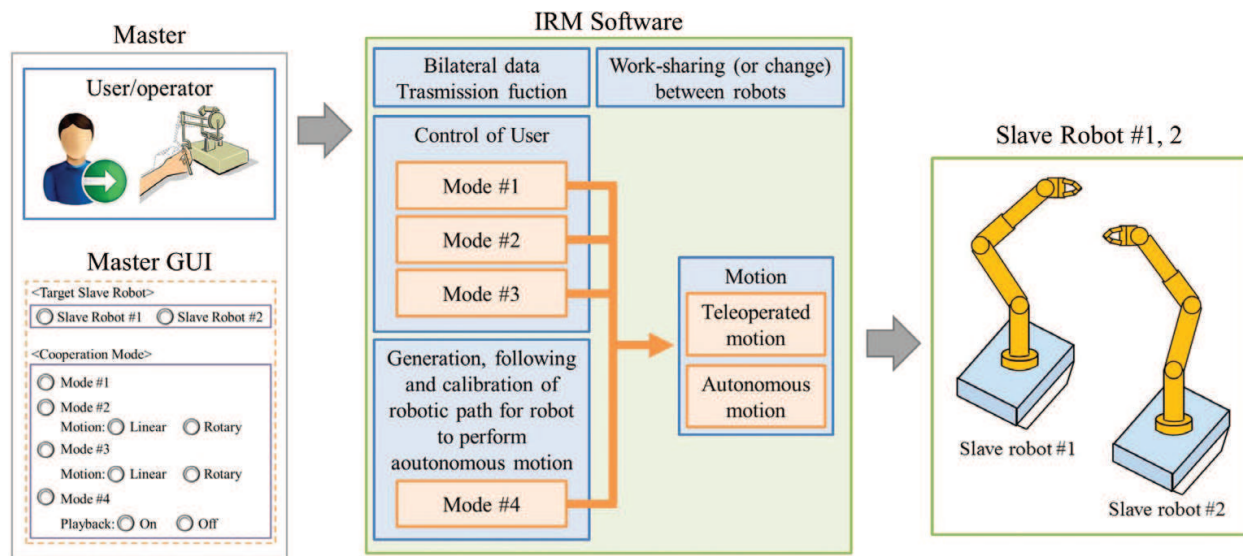 Master
User/operator
Master GUI
<Target Slave Robot>
Slave Robot #1 Slave Robot #2
<Cooperation Mode>
Mode #1
Mode #2
Motion: Linear Rotary
Mode #3
Motion: Linear Rotary
Mode #4
Playback: On Off
IRM Software
Bilateral data
Trasmission fuction
Work-sharing (or change)
between robots
Control of User
Mode #1
Mode #2
Mode #3
Generation, following
and calibration of
robotic path for robot
to perform
aoutonomous motion
Mode #4
Motion
Teleoperated
motion
Autonomous
motion
Slave Robot #1, 2
Slave robot #1
Slave robot #2